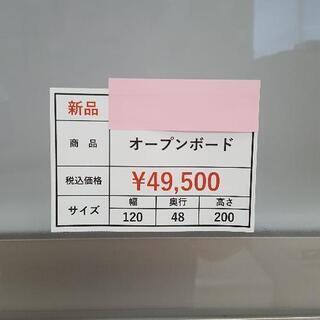 新品
商品 オープンボード
税込価格 ¥49,500
サイズ 幅 奥行 高さ
120 48 200